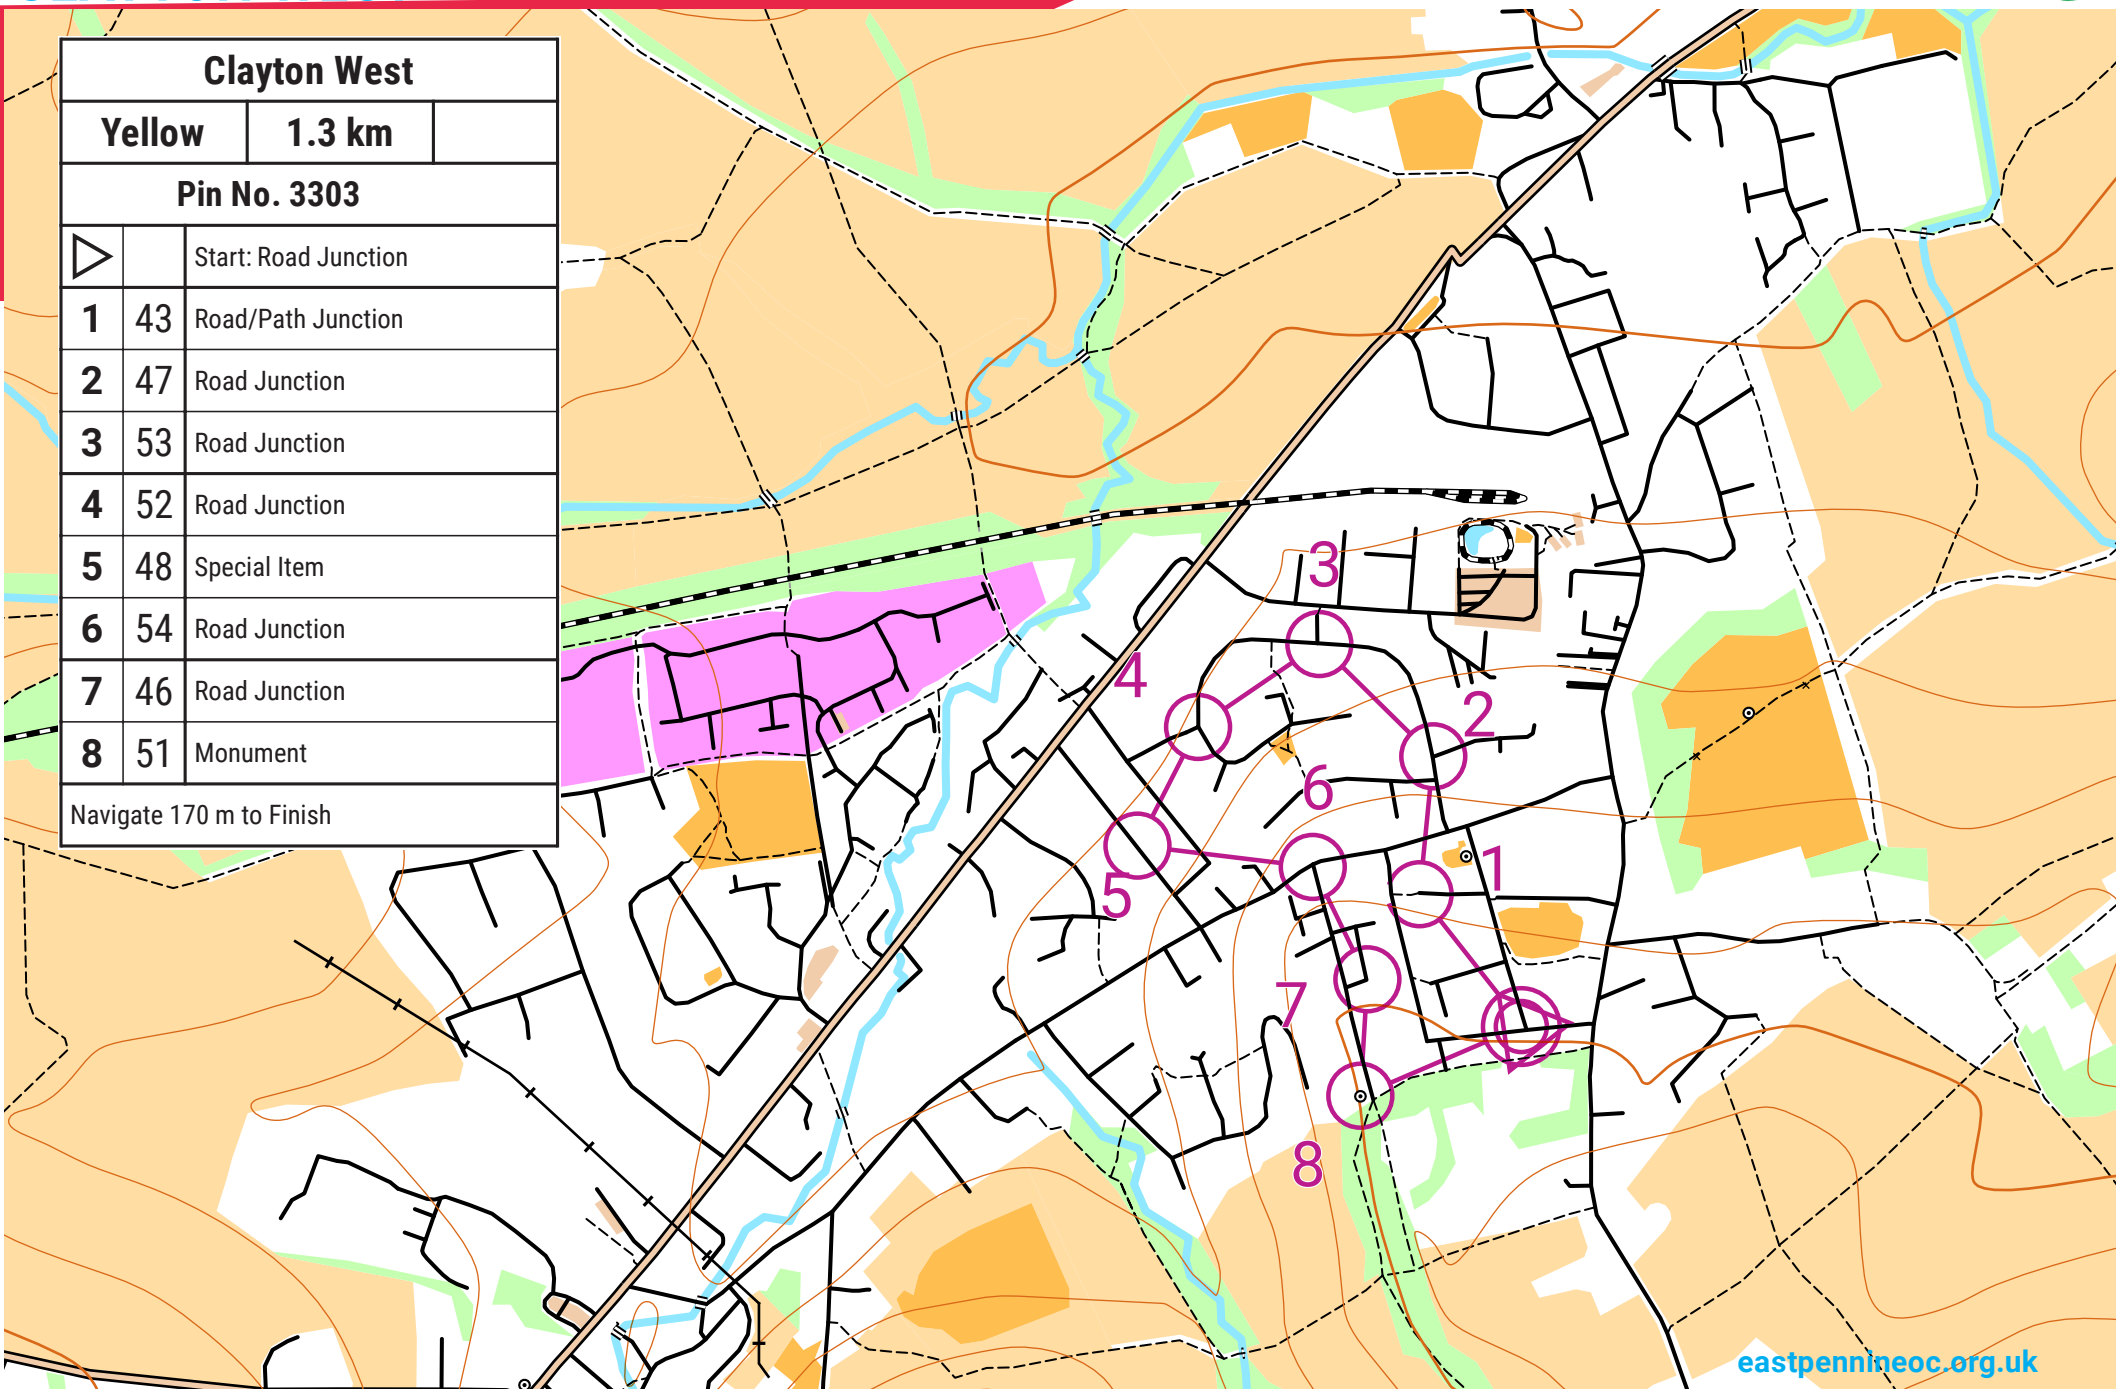 Clayton West
Yellow 1.3 km
Pin No. 3303
Start: Road Junction
1 43 Road/Path Junction
2 47 Road Junction
3 53 Road Junction
4 52 Road Junction
5 48 Special Item
6 54 Road Junction
7 46 Road Junction
8 51 Monument
Navigate 170 m to Finish
3
4
2
6
1
5
7
8
eastpennineoc.org.uk